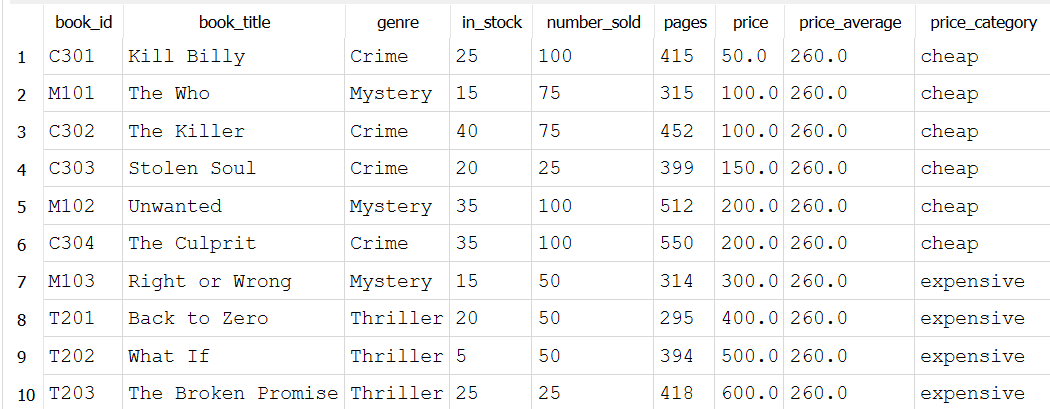 book_id book_title genre in_stock number_sold pages price price_average price_category
1 C301 Kill Billy Crime 25 100 415 50.0 260.0 cheap
2 M101 The Who Mystery 15 75 315 100.0 260.0 cheap
3 C302 The Killer Crime 40 75 452 100.0 260.0 cheap
4 C303 Stolen Soul Crime 20 25 399 150.0 260.0 cheap
5 M102 Unwanted Mystery 35 100 512 200.0 260.0 cheap
6 C304 The Culprit Crime 35 100 550 200.0 260.0 cheap
7 M103 Right or Wrong Mystery 15 50 314 300.0 260.0 expensive
8 T201 Back to Zero Thriller 20 50 295 400.0 260.0 expensive
9 T202 What If Thriller 5 50 394 500.0 260.0 expensive
10 T203 The Broken Promise Thriller 25 25 418 600.0 260.0 expensive